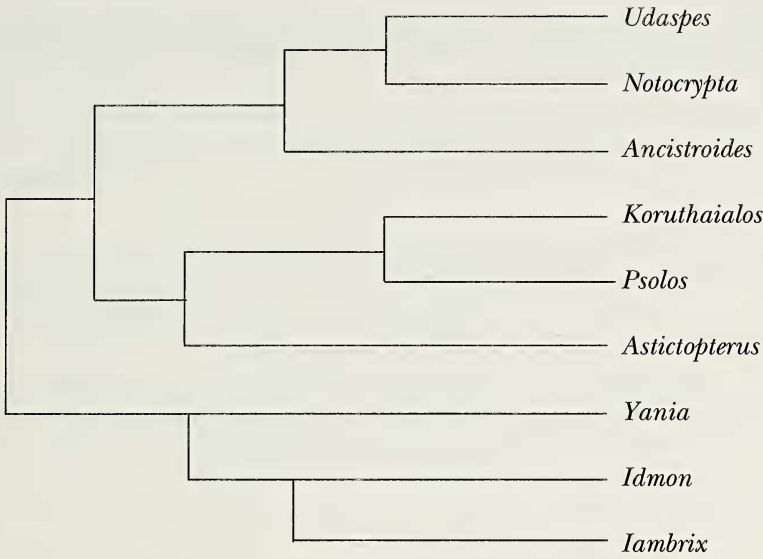 Udaspes
Notocrypta
Ancistroides
Koruthaialos
Psolos
Astictopterus
Yania
Idmon
Iambrix